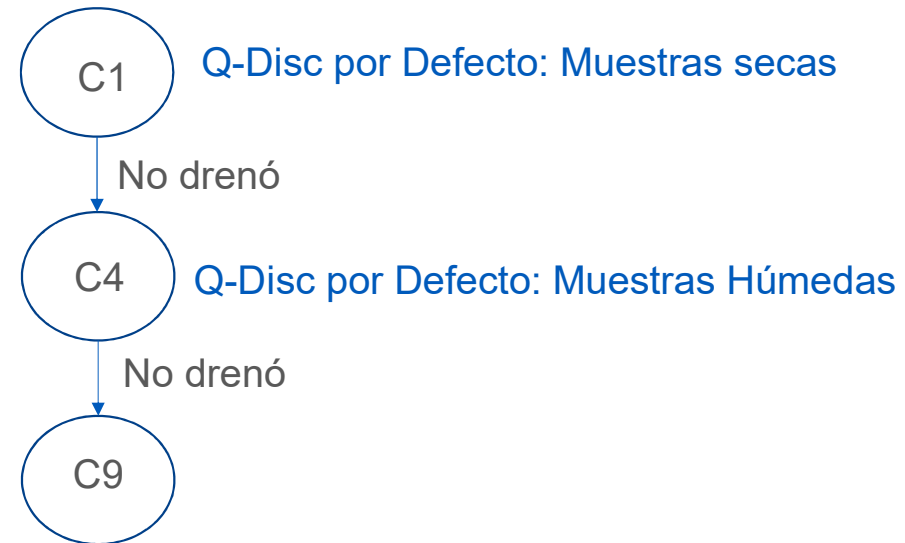 C1
Q-Disc por Defecto: Muestras secas
No drenó
C4
Q-Disc por Defecto: Muestras Húmedas
No drenó
C9